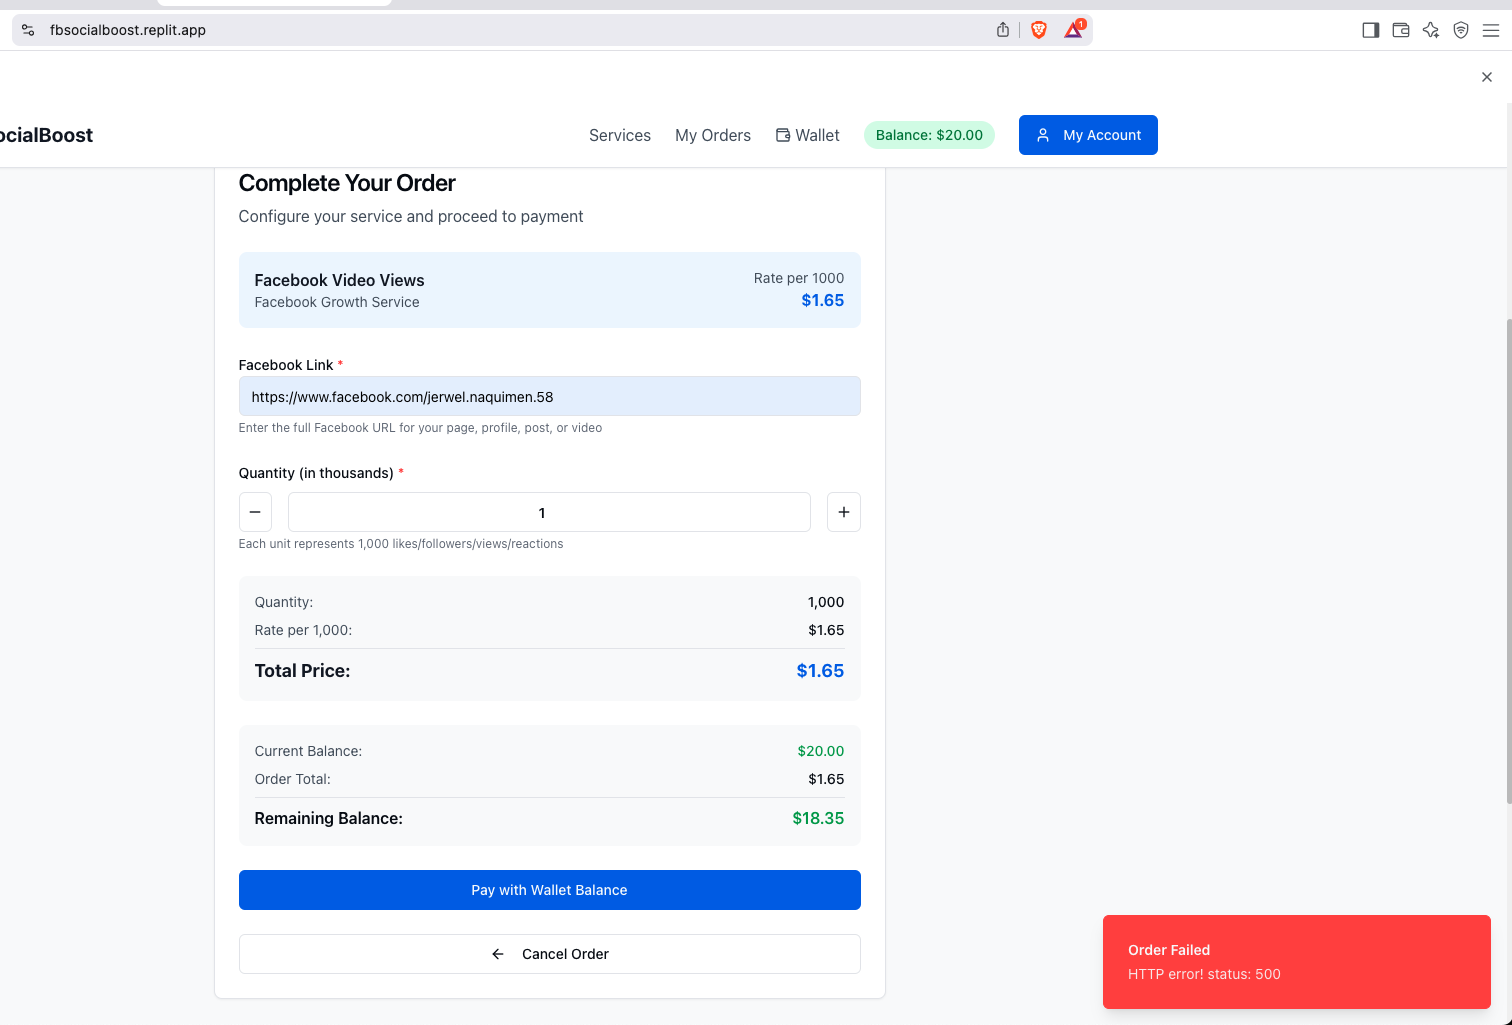 fbsocialboost.replit.app
1
ocialBoost
Services
My Orders
Wallet
Balance: $20.00
My Account
Complete Your Order
Configure your service and proceed to payment
Facebook Video Views
Rate per 1000
Facebook Growth Service
$1.65
Facebook Link *
https://www.facebook.com/jerwel.naquimen.58
Enter the full Facebook URL for your page, profile, post, or video
Quantity (in thousands) *
1
Each unit represents 1,000 likes/followers/views/reactions
Quantity: 1,000
Rate per 1,000: $1.65
Total Price: $1.65
Current Balance: $20.00
Order Total: $1.65
Remaining Balance: $18.35
Pay with Wallet Balance
Cancel Order
Order Failed
HTTP error! status: 500